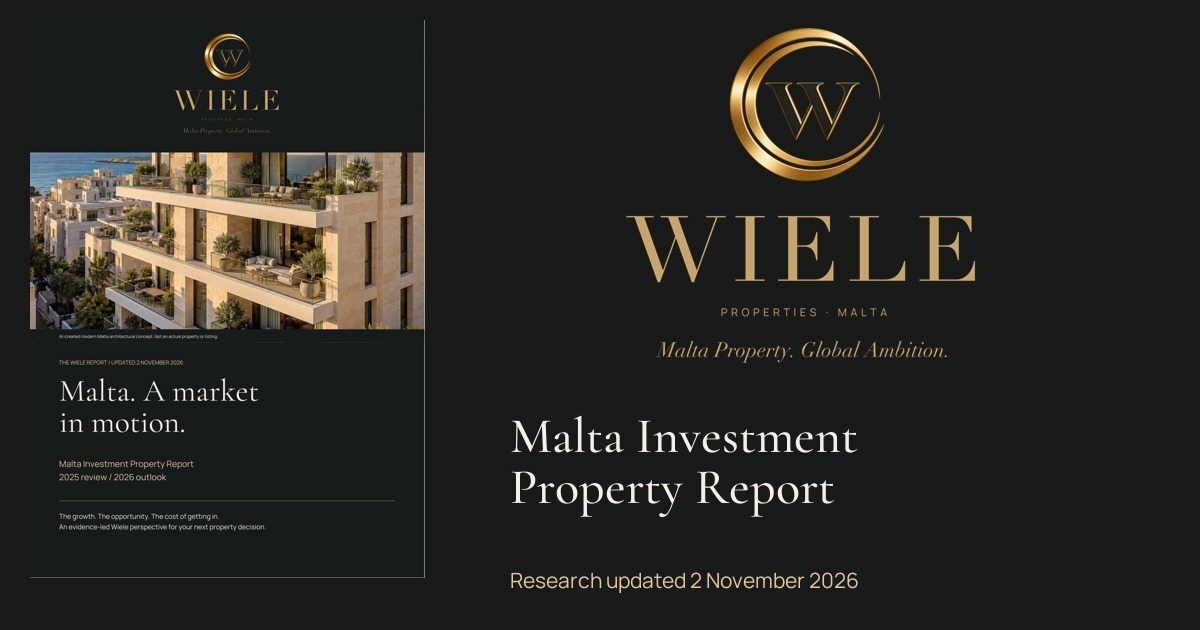 W
WIELE
PROPERTIES · MALTA
Malta Property. Global Ambition.
AI-created modern Malta architectural concept. Not an actual property or listing.
THE WIELE REPORT / UPDATED 2 NOVEMBER 2026
Malta. A market
in motion.
Malta Investment Property Report
2025 review / 2026 outlook
The growth. The opportunity. The cost of getting in.
An evidence-led Wiele perspective for your next property decision.
W
WIELE
PROPERTIES · MALTA
Malta Property. Global Ambition.
Malta Investment
Property Report
Research updated 2 November 2026